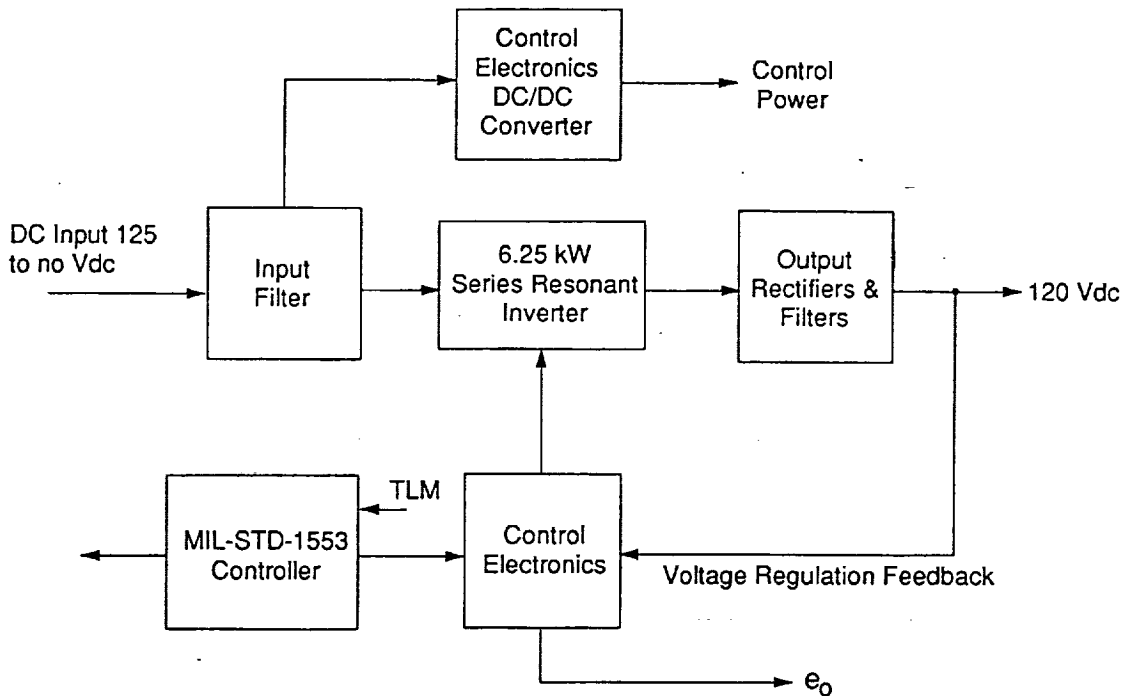 Control
Electronics
DC/DC
Converter
Control
Power
DC Input 125
to no Vdc
Input
Filter
6.25 kW
Series Resonant
Inverter
Output
Rectifiers &
Filters
120 Vdc
TLM
MIL-STD-1553
Controller
Control
Electronics
Voltage Regulation Feedback
e₀